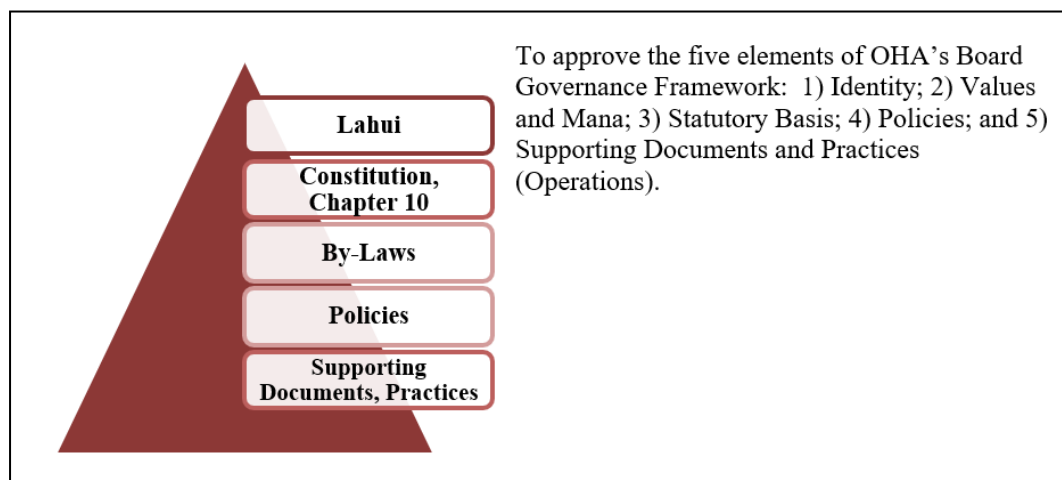 Lahui
Constitution,
Chapter 10
By-Laws
Policies
Supporting
Documents, Practices
To approve the five elements of OHA’s Board
Governance Framework:  1) Identity; 2) Values
and Mana; 3) Statutory Basis; 4) Policies; and 5)
Supporting Documents and Practices
(Operations).